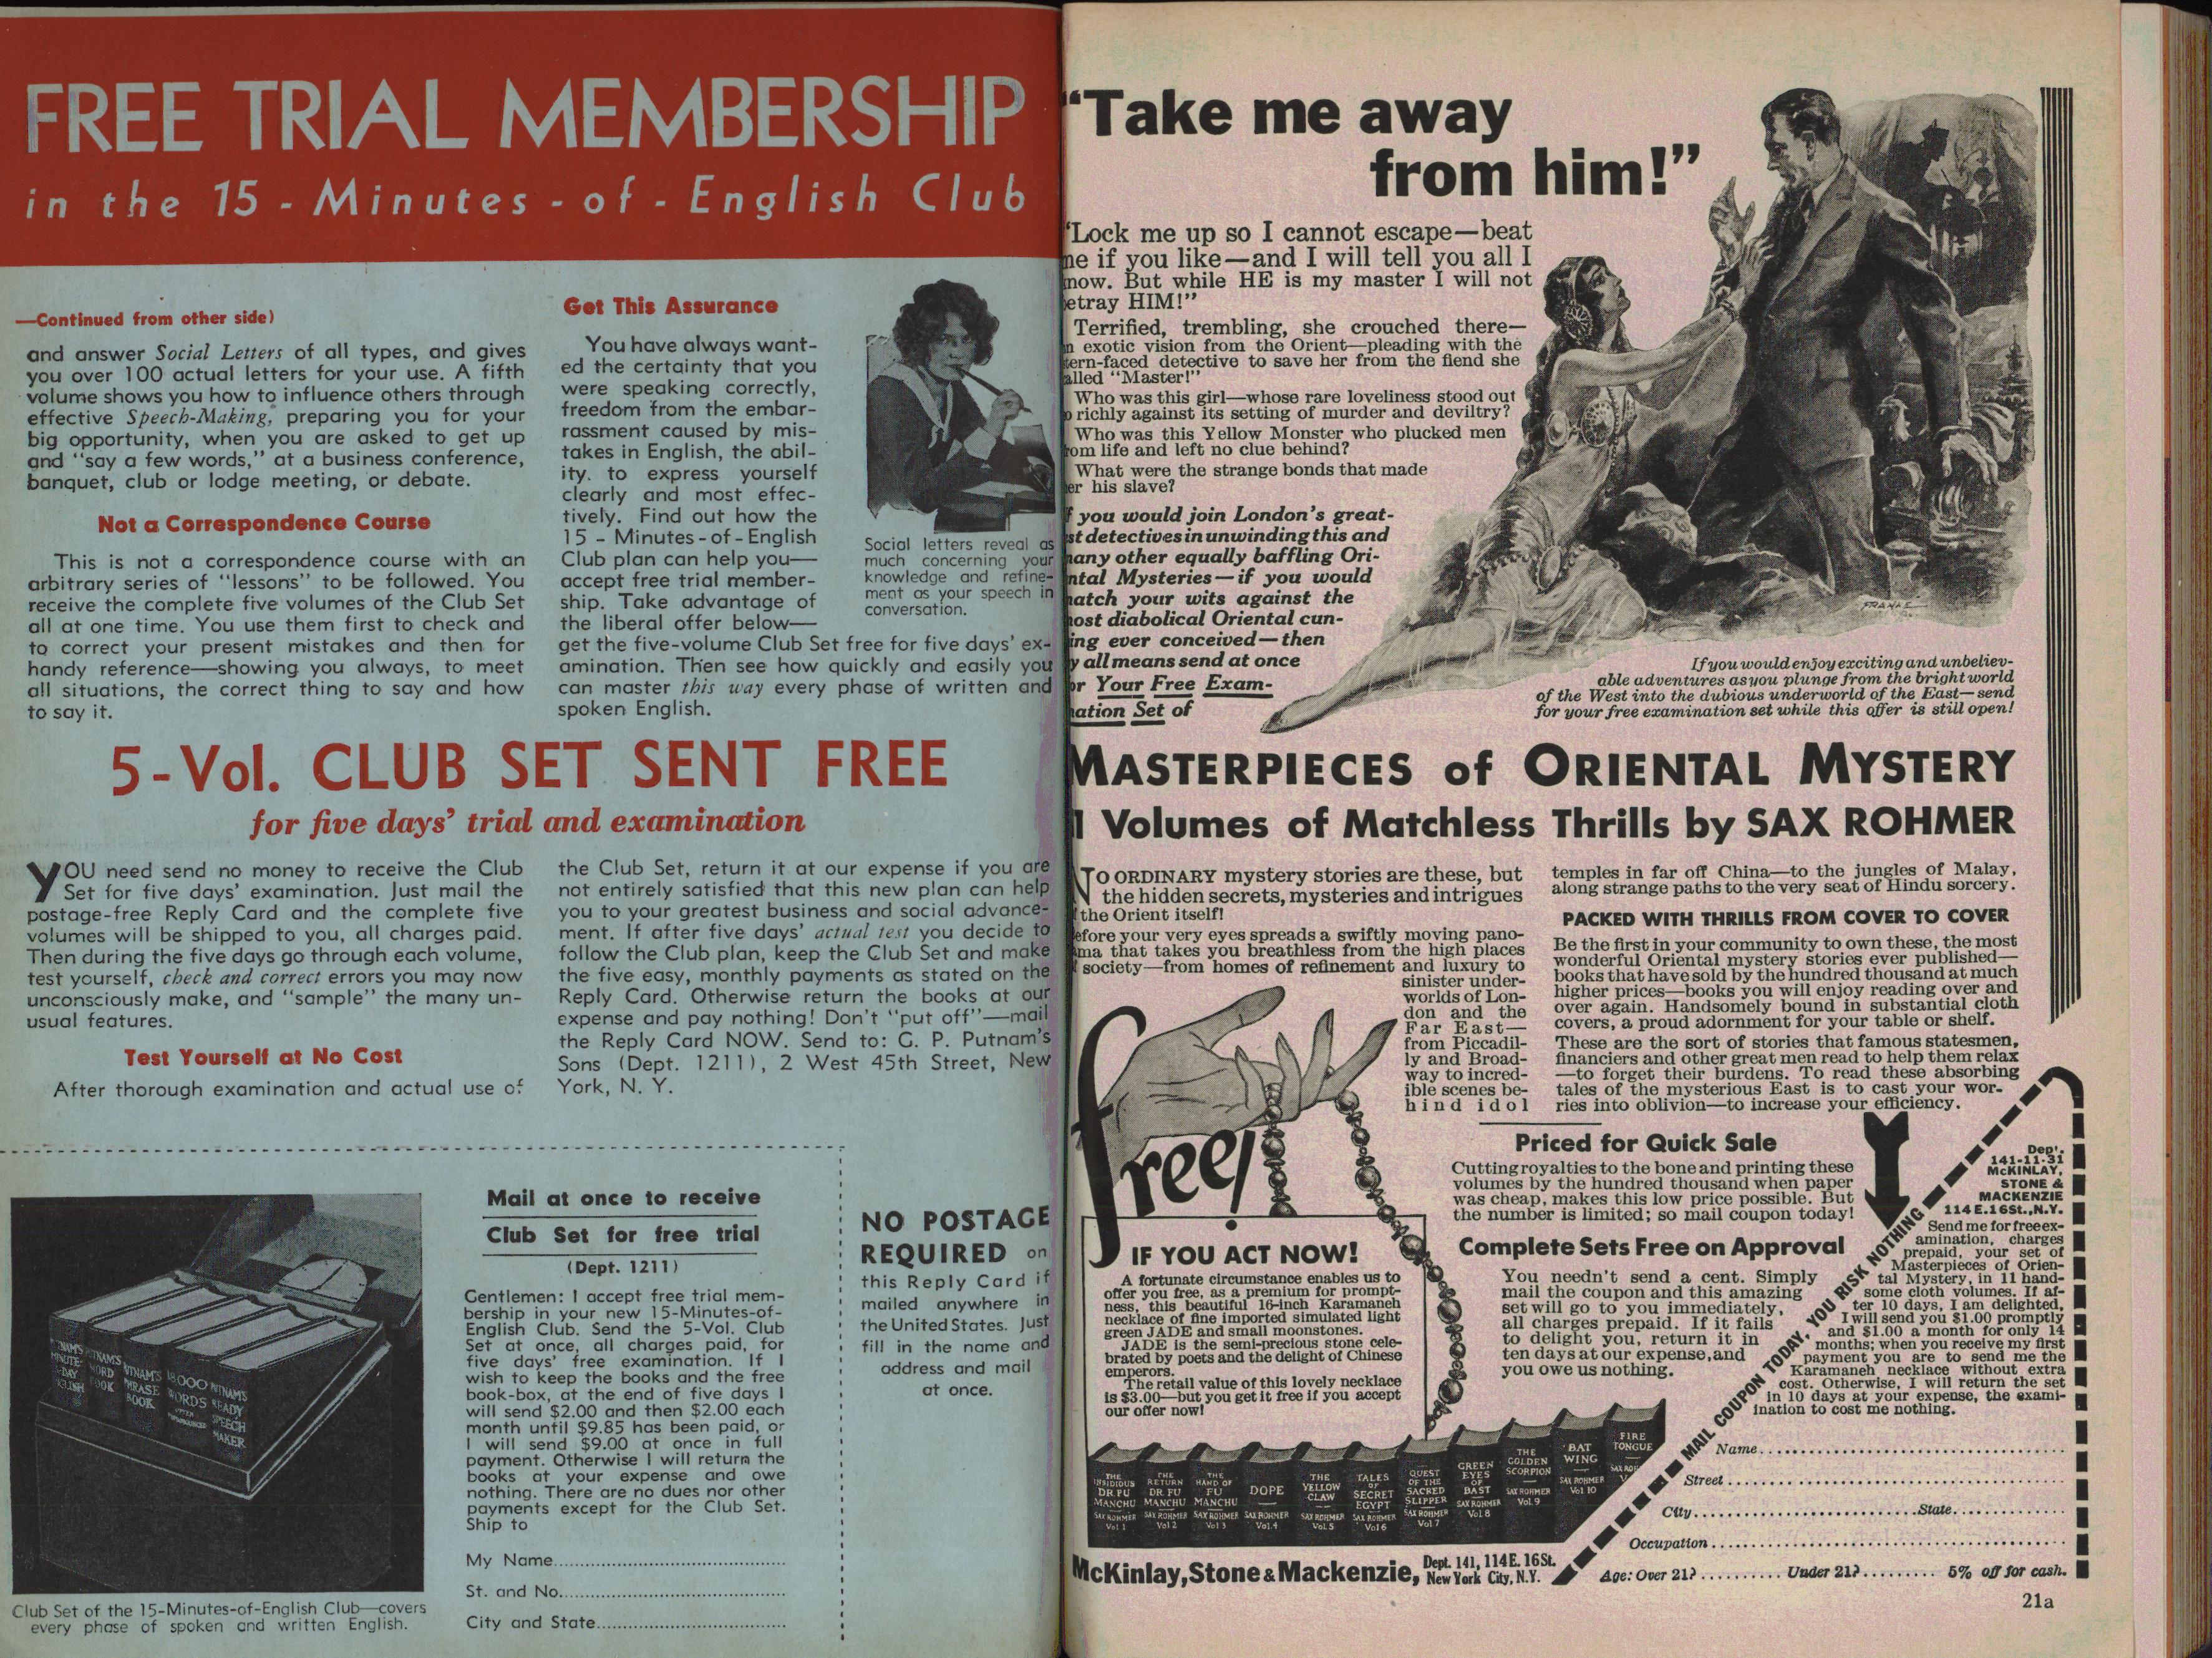 FREE TRIAL MEMBERSHIP
in the 15 - Minutes - of - English Club
—Continued from other side)
and answer Social Letters of all types, and gives
you over 100 actual letters for your use. A fifth
volume shows you how to influence others through
effective Speech-Making, preparing you for your
big opportunity, when you are asked to get up
and "say a few words," at a business conference,
banquet, club or lodge meeting, or debate.
Not a Correspondence Course
This is not a correspondence course with an
arbitrary series of "lessons" to be followed. You
receive the complete five volumes of the Club Set
all at one time. You use them first to check and
to correct your present mistakes and then for
handy reference—showing you always, to meet
all situations, the correct thing to say and how
to say it.
Get This Assurance
You have always want-
ed the certainty that you
were speaking correctly,
freedom from the embar-
rassment caused by mis-
takes in English, the abil-
ity. to express yourself
clearly and most effec-
tively. Find out how the
15 - Minutes - of - English
Club plan can help you—
accept free trial member-
ship. Take advantage of
the liberal offer below—
get the five-volume Club Set free for five days' ex-
amination. Then see how quickly and easily you
can master this way every phase of written and
spoken English.
Social letters reveal as
much concerning your
knowledge and refine-
ment as your speech in
conversation.
5-Vol. CLUB SET SENT FREE
for five days' trial and examination
YOU need send no money to receive the Club
Set for five days' examination. Just mail the
postage-free Reply Card and the complete five
volumes will be shipped to you, all charges paid.
Then during the five days go through each volume,
test yourself, check and correct errors you may now
unconsciously make, and "sample" the many un-
usual features.
Test Yourself at No Cost
After thorough examination and actual use of
the Club Set, return it at our expense if you are
not entirely satisfied that this new plan can help
you to your greatest business and social advance-
ment. If after five days' actual test you decide to
follow the Club plan, keep the Club Set and make
the five easy, monthly payments as stated on the
Reply Card. Otherwise return the books at our
expense and pay nothing! Don't "put off"—mail
the Reply Card NOW. Send to: G. P. Putnam's
Sons (Dept. 1211), 2 West 45th Street, New
York, N. Y.
Club Set of the 15-Minutes-of-English Club—covers
every phase of spoken and written English.
Mail at once to receive
Club Set for free trial
(Dept. 1211)
Gentlemen: I accept free trial mem-
bership in your new 15-Minutes-of-
English Club. Send the 5-Vol. Club
Set at once, all charges paid, for
five days' free examination. If I
wish to keep the books and the free
book-box, at the end of five days I
will send $2.00 and then $2.00 each
month until $9.85 has been paid, or
I will send $9.00 at once in full
payment. Otherwise I will return the
books at your expense and owe
nothing. There are no dues nor other
payments except for the Club Set.
Ship to
My Name
St. and No.
City and State
NO POSTAGE
REQUIRED on
this Reply Card if
mailed anywhere in
the United States. Just
fill in the name and
address and mail
at once.
"Take me away
from him!"
"Lock me up so I cannot escape—beat
me if you like—and I will tell you all I
now. But while HE is my master I will not
etray HIM!"
Terrified, trembling, she crouched there—
n exotic vision from the Orient—pleading with the
tern-faced detective to save her from the fiend she
alled "Master!"
Who was this girl—whose rare loveliness stood out
o richly against its setting of murder and deviltry?
Who was this Yellow Monster who plucked men
rom life and left no clue behind?
What were the strange bonds that made
er his slave?
f you would join London's great-
st detectives in unwinding this and
any other equally baffling Ori-
ntal Mysteries—if you would
atch your wits against the
ost diabolical Oriental cun-
ing ever conceived—then
y all means send at once
or Your Free Exam-
nation Set of
FRANKE
If you would enjoy exciting and unbeliev-
able adventures as you plunge from the bright world
of the West into the dubious underworld of the East—send
for your free examination set while this offer is still open!
MASTERPIECES of ORIENTAL MYSTERY
1 Volumes of Matchless Thrills by SAX ROHMER
NO ORDINARY mystery stories are these, but
the hidden secrets, mysteries and intrigues
f the Orient itself!
efore your very eyes spreads a swiftly moving pano-
ama that takes you breathless from the high places
f society—from homes of refinement and luxury to
sinister under-
worlds of Lon-
don and the
Far East—
from Piccadil-
ly and Broad-
way to incred-
ible scenes be-
hind idol
temples in far off China—to the jungles of Malay,
along strange paths to the very seat of Hindu sorcery.
PACKED WITH THRILLS FROM COVER TO COVER
Be the first in your community to own these, the most
wonderful Oriental mystery stories ever published—
books that have sold by the hundred thousand at much
higher prices—books you will enjoy reading over and
over again. Handsomely bound in substantial cloth
covers, a proud adornment for your table or shelf.
These are the sort of stories that famous statesmen,
financiers and other great men read to help them relax
—to forget their burdens. To read these absorbing
tales of the mysterious East is to cast your wor-
ries into oblivion—to increase your efficiency.
free!
IF YOU ACT NOW!
A fortunate circumstance enables us to
offer you free, as a premium for prompt-
ness, this beautiful 16-inch Karamaneh
necklace of fine imported simulated light
green JADE and small moonstones.
JADE is the semi-precious stone cele-
brated by poets and the delight of Chinese
emperors.
The retail value of this lovely necklace
is $3.00—but you get it free if you accept
our offer now!
Priced for Quick Sale
Cutting royalties to the bone and printing these
volumes by the hundred thousand when paper
was cheap, makes this low price possible. But
the number is limited; so mail coupon today!
Complete Sets Free on Approval
You needn't send a cent. Simply
mail the coupon and this amazing
set will go to you immediately,
all charges prepaid. If it fails
to delight you, return it in
ten days at our expense, and
you owe us nothing.
THE INSIDIOUS DR. FU MANCHU SAX ROHMER Vol 1
THE RETURN DR. FU MANCHU SAX ROHMER Vol 2
THE HAND OF FU MANCHU SAX ROHMER Vol 3
DOPE SAX ROHMER Vol.4
THE YELLOW CLAW SAX ROHMER Vol.5
TALES OF SECRET EGYPT SAX ROHMER Vol 6
QUEST OF THE SACRED SLIPPER SAX ROHMER Vol 7
GREEN EYES OF BAST SAX ROHMER Vol 8
THE GOLDEN SCORPION SAX ROHMER Vol.9
BAT WING SAX ROHMER Vol 10
FIRE TONGUE
McKinlay, Stone & Mackenzie, Dept. 141, 114 E. 16 St.
New York City, N.Y.
MAIL COUPON TODAY, YOU RISK NOTHING
Dep't.
141-11-31
McKINLAY,
STONE &
MACKENZIE
114 E. 16 St., N.Y.
Send me for free ex-
amination, charges
prepaid, your set of
Masterpieces of Orien-
tal Mystery, in 11 hand-
some cloth volumes. If af-
ter 10 days, I am delighted,
I will send you $1.00 promptly
and $1.00 a month for only 14
months; when you receive my first
payment you are to send me the
Karamaneh necklace without extra
cost. Otherwise, I will return the set
in 10 days at your expense, the exami-
ination to cost me nothing.
Name
Street
City State
Occupation
Age: Over 21? Under 21? 5% off for cash.
21a